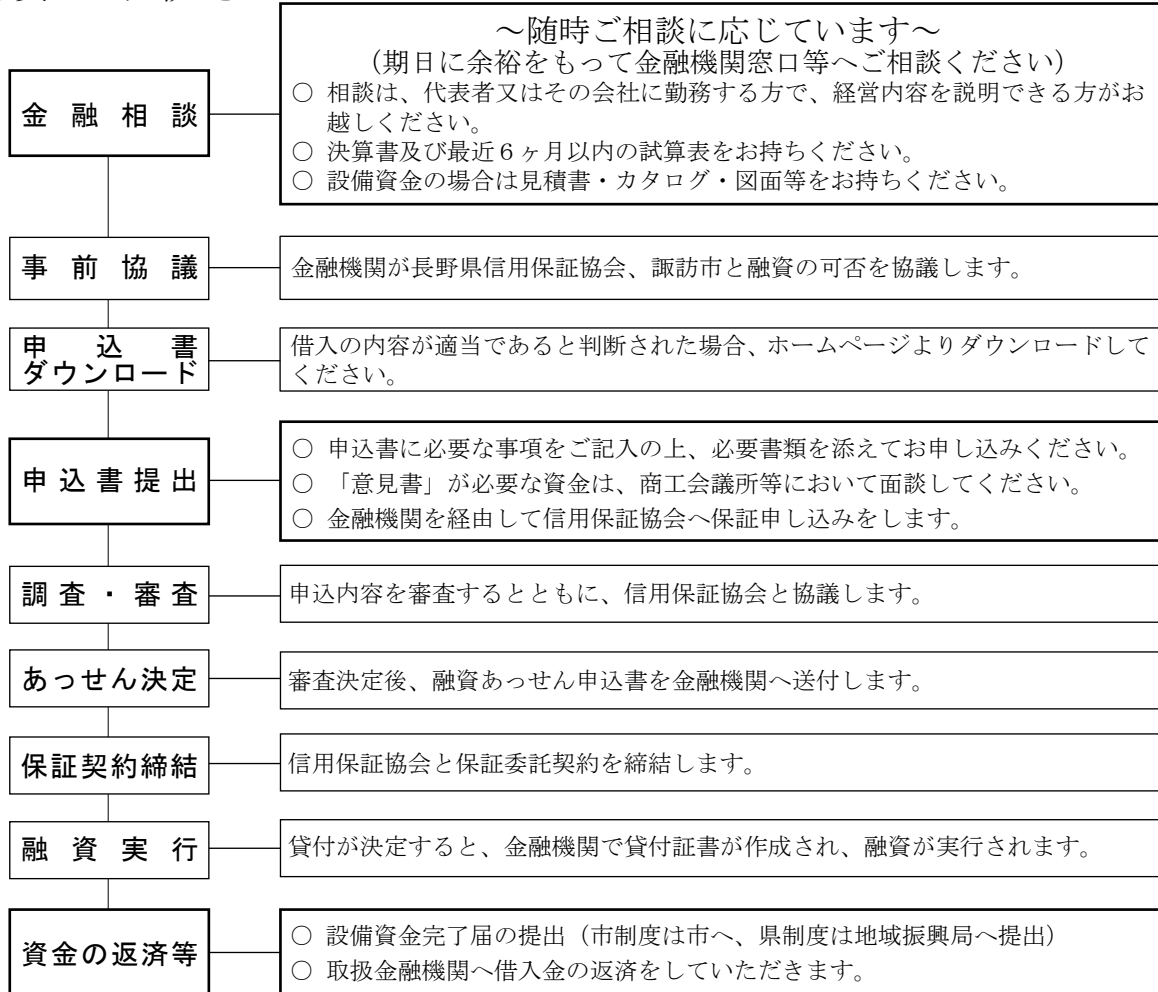 ～随時ご相談に応じています～
（期日に余裕をもって金融機関窓口等へご相談ください）
金融相談
○ 相談は、代表者又はその会社に勤務する方で、経営内容を説明できる方がお
越しください。
○ 決算書及び最近６ヶ月以内の試算表をお持ちください。
○ 設備資金の場合は見積書・カタログ・図面等をお持ちください。
事前協議
金融機関が長野県信用保証協会、諏訪市と融資の可否を協議します。
申込書
ダウンロード
借入の内容が適当であると判断された場合、ホームページよりダウンロードして
ください。
申込書提出
○ 申込書に必要な事項をご記入の上、必要書類を添えてお申し込みください。
○ 「意見書」が必要な資金は、商工会議所等において面談してください。
○ 金融機関を経由して信用保証協会へ保証申し込みをします。
調査・審査
申込内容を審査するとともに、信用保証協会と協議します。
あっせん決定
審査決定後、融資あっせん申込書を金融機関へ送付します。
保証契約締結
信用保証協会と保証委託契約を締結します。
融資実行
貸付が決定すると、金融機関で貸付証書が作成され、融資が実行されます。
資金の返済等
○ 設備資金完了届の提出（市制度は市へ、県制度は地域振興局へ提出）
○ 取扱金融機関へ借入金の返済をしていただきます。